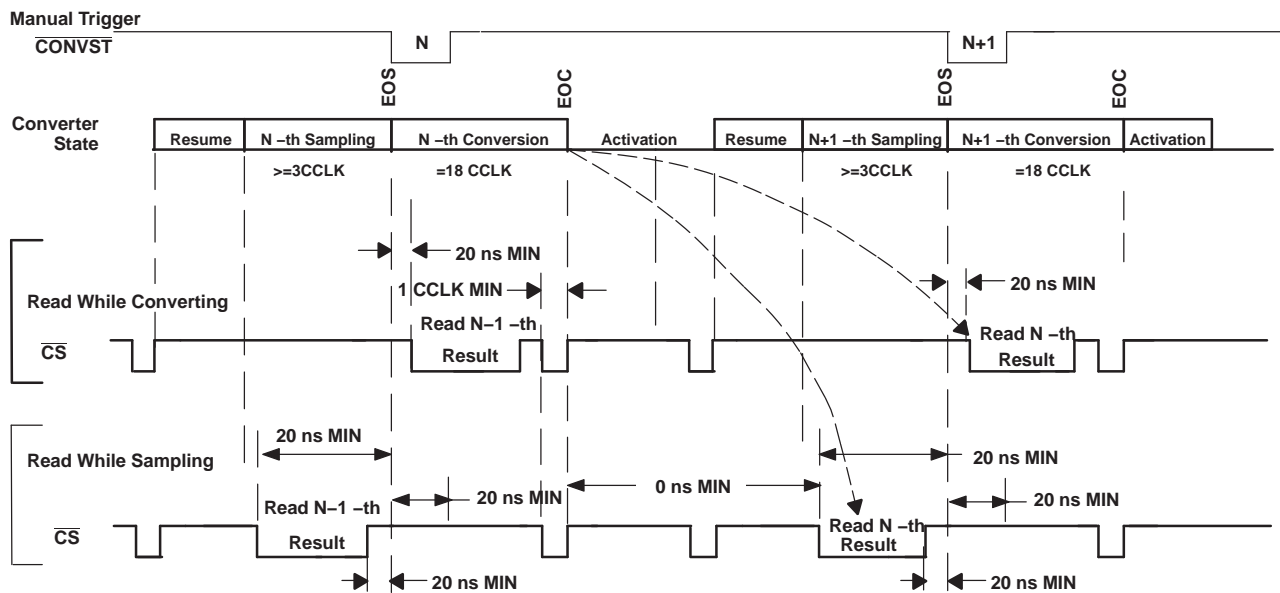 Manual Trigger
CONVST
N
N+1
EOS
EOC
EOS
EOC
Converter
State
Resume
N –th Sampling
N –th Conversion
Activation
Resume
N+1 –th Sampling
N+1 –th Conversion
Activation
>=3CCLK
=18 CCLK
>=3CCLK
=18 CCLK
20 ns MIN
20 ns MIN
1 CCLK MIN
Read While Converting
Read N–1 –th
Result
Read N –th
Result
CS
20 ns MIN
20 ns MIN
Read While Sampling
0 ns MIN
20 ns MIN
20 ns MIN
Read N–1 –th
Result
Read N –th
Result
CS
20 ns MIN
20 ns MIN